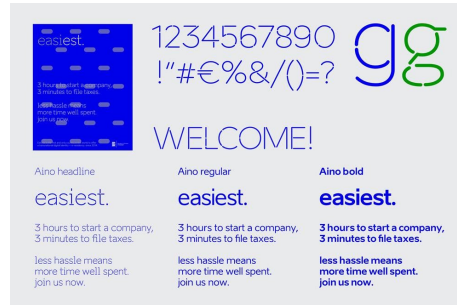 easiest.
3 hours to start a company,
3 minutes to file taxes.
less hassle means
more time well spent.
join us now.
1234567890
!"#€%&/()=?
WELCOME!
gg
Aino headline
easiest.
3 hours to start a company,
3 minutes to file taxes.
less hassle means
more time well spent.
join us now.
Aino regular
easiest.
3 hours to start a company,
3 minutes to file taxes.
less hassle means
more time well spent.
join us now.
Aino bold
easiest.
3 hours to start a company,
3 minutes to file taxes.
less hassle means
more time well spent.
join us now.